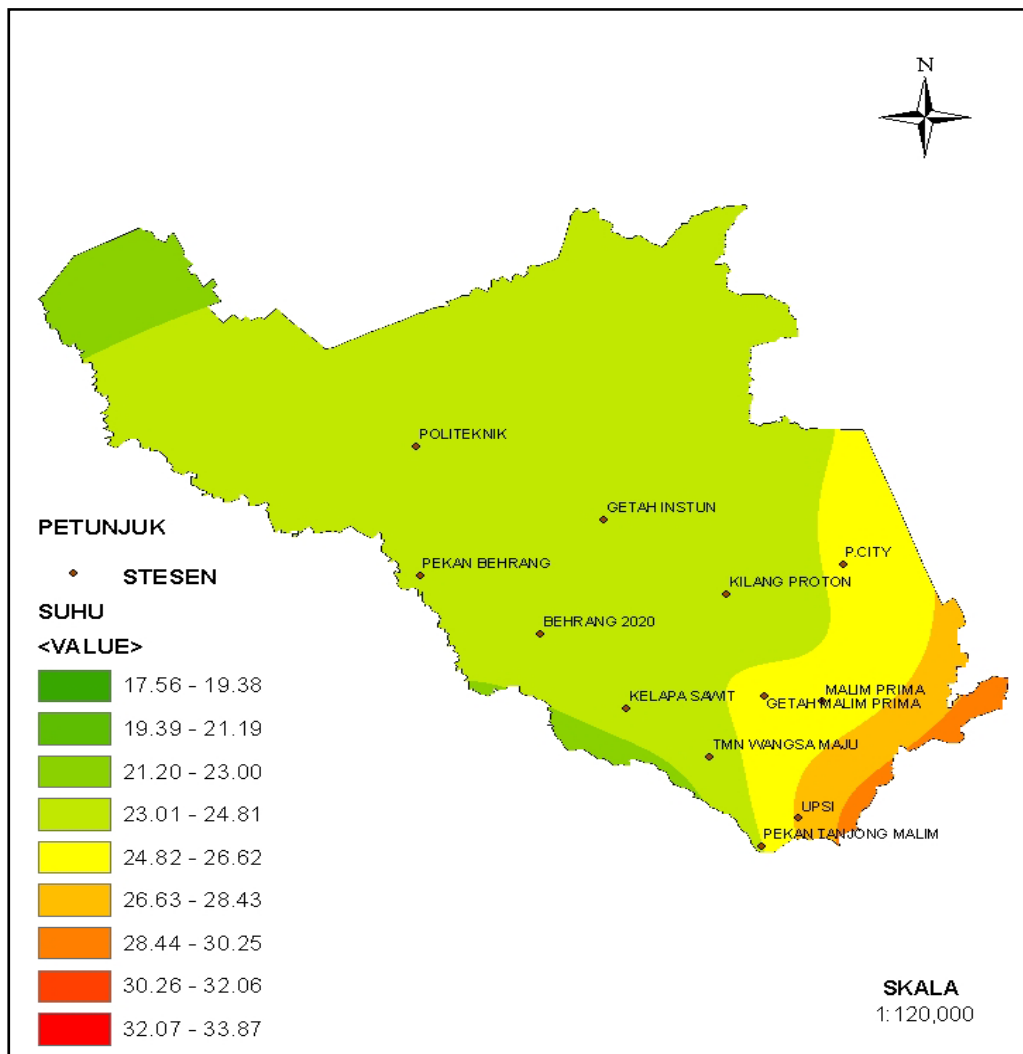 N
POLITEKNIK
GETAH INSTUN
P.CITY
PEKAN BEHRANG
KILANG PROTON
BEHRANG 2020
MALIM PRIMA
KELAPA SAWIT
GETAH MALIM PRIMA
TMN WANGSA MAJU
UPSI
PEKAN TANJONG MALIM
PETUNJUK
STESEN
SUHU
<VALUE>
17.56 - 19.38
19.39 - 21.19
21.20 - 23.00
23.01 - 24.81
24.82 - 26.62
26.63 - 28.43
28.44 - 30.25
30.26 - 32.06
32.07 - 33.87
SKALA
1:120,000